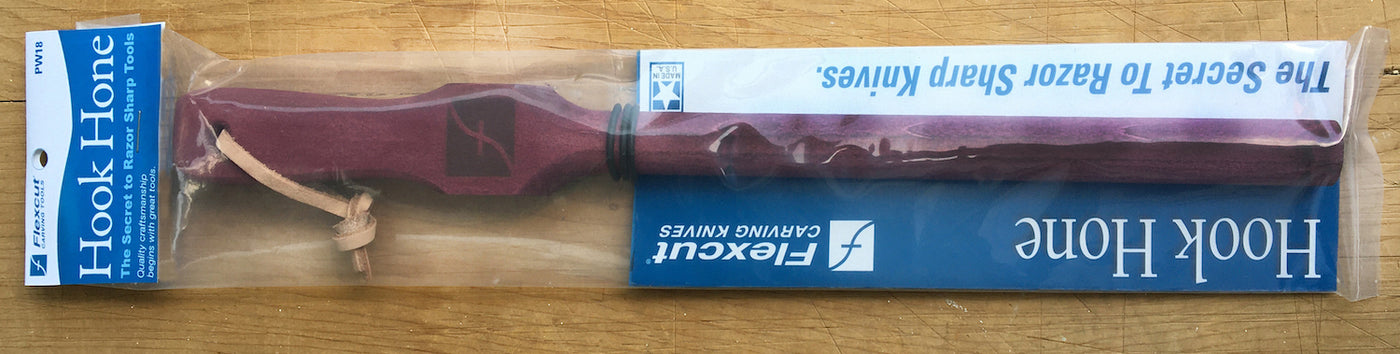 PW18
Hook Hone
The Secret to Razor Sharp Tools
Quality craftsmanship
begins with great tools.
Flexcut
CARVING TOOLS
The Secret To Razor Sharp Knives.
MADE IN
U.S.A.
Hook Hone
Flexcut®
CARVING KNIVES